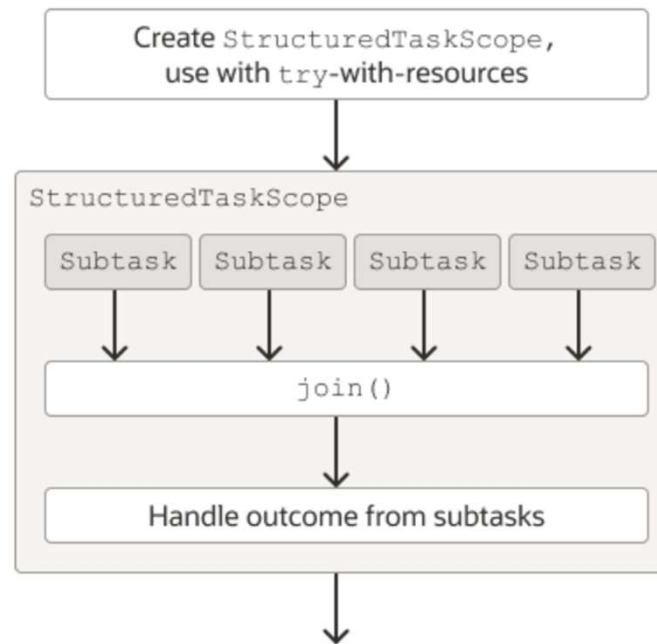 Create StructuredTaskScope,
use with try-with-resources
StructuredTaskScope
Subtask Subtask Subtask Subtask
join()
Handle outcome from subtasks